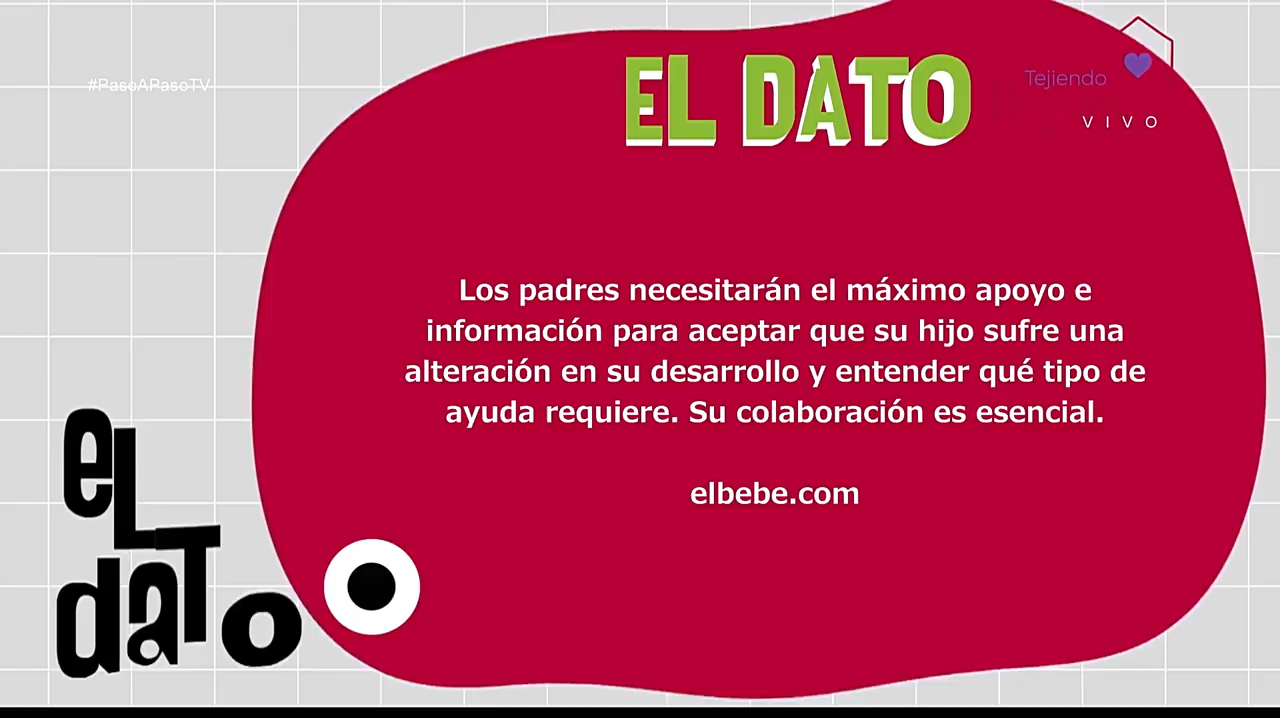 #PasoAPasoTV
EL DATO
Tejiendo
VIVO
Los padres necesitarán el máximo apoyo e
información para aceptar que su hijo sufre una
alteración en su desarrollo y entender qué tipo de
ayuda requiere. Su colaboración es esencial.
elbebe.com
eL
daTo